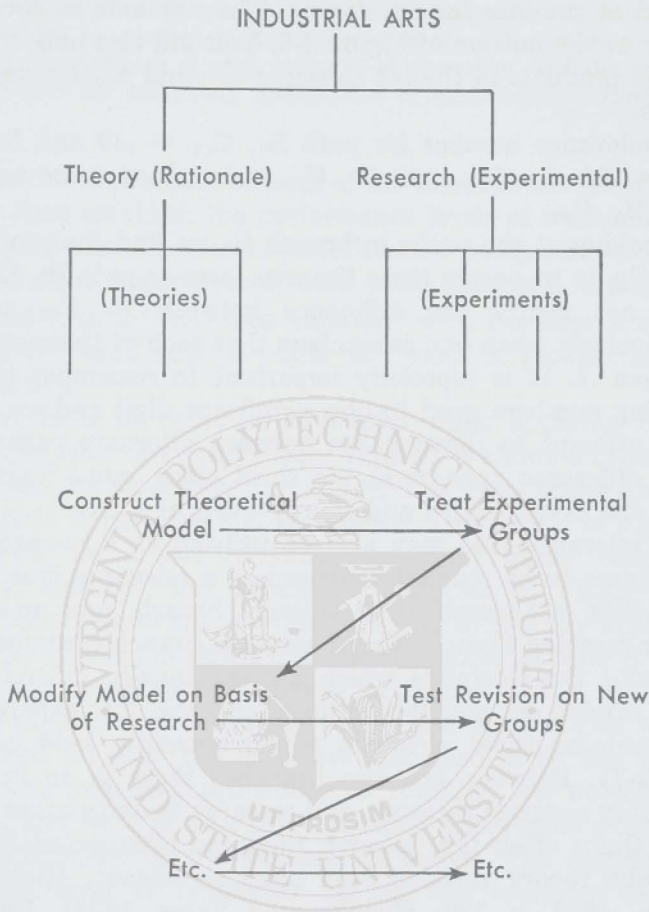 INDUSTRIAL ARTS
Theory (Rationale) Research (Experimental)
(Theories) (Experiments)
Construct Theoretical Treat Experimental
Model Groups
Modify Model on Basis Test Revision on New
of Research Groups
Etc. Etc.
VIRGINIA POLYTECHNIC INSTITUTE
AND STATE UNIVERSITY
UT PROSIM